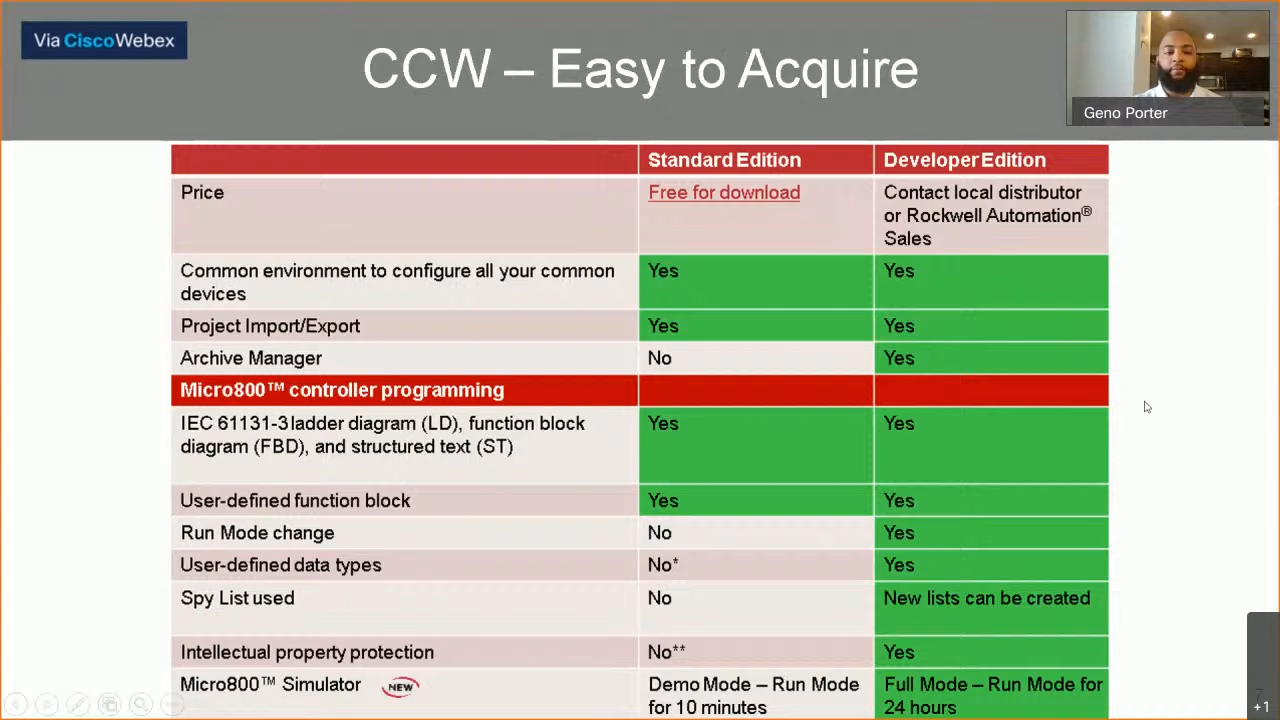 Via CiscoWebex
CCW – Easy to Acquire
Geno Porter
Standard Edition
Developer Edition
Price
Free for download
Contact local distributor
or Rockwell Automation®
Sales
Common environment to configure all your common
devices
Yes
Yes
Project Import/Export
Yes
Yes
Archive Manager
No
Yes
Micro800™ controller programming
IEC 61131-3 ladder diagram (LD), function block
diagram (FBD), and structured text (ST)
Yes
Yes
User-defined function block
Yes
Yes
Run Mode change
No
Yes
User-defined data types
No*
Yes
Spy List used
No
New lists can be created
Intellectual property protection
No**
Yes
Micro800™ Simulator
NEW
Demo Mode – Run Mode
for 10 minutes
Full Mode – Run Mode for
24 hours
7
+1